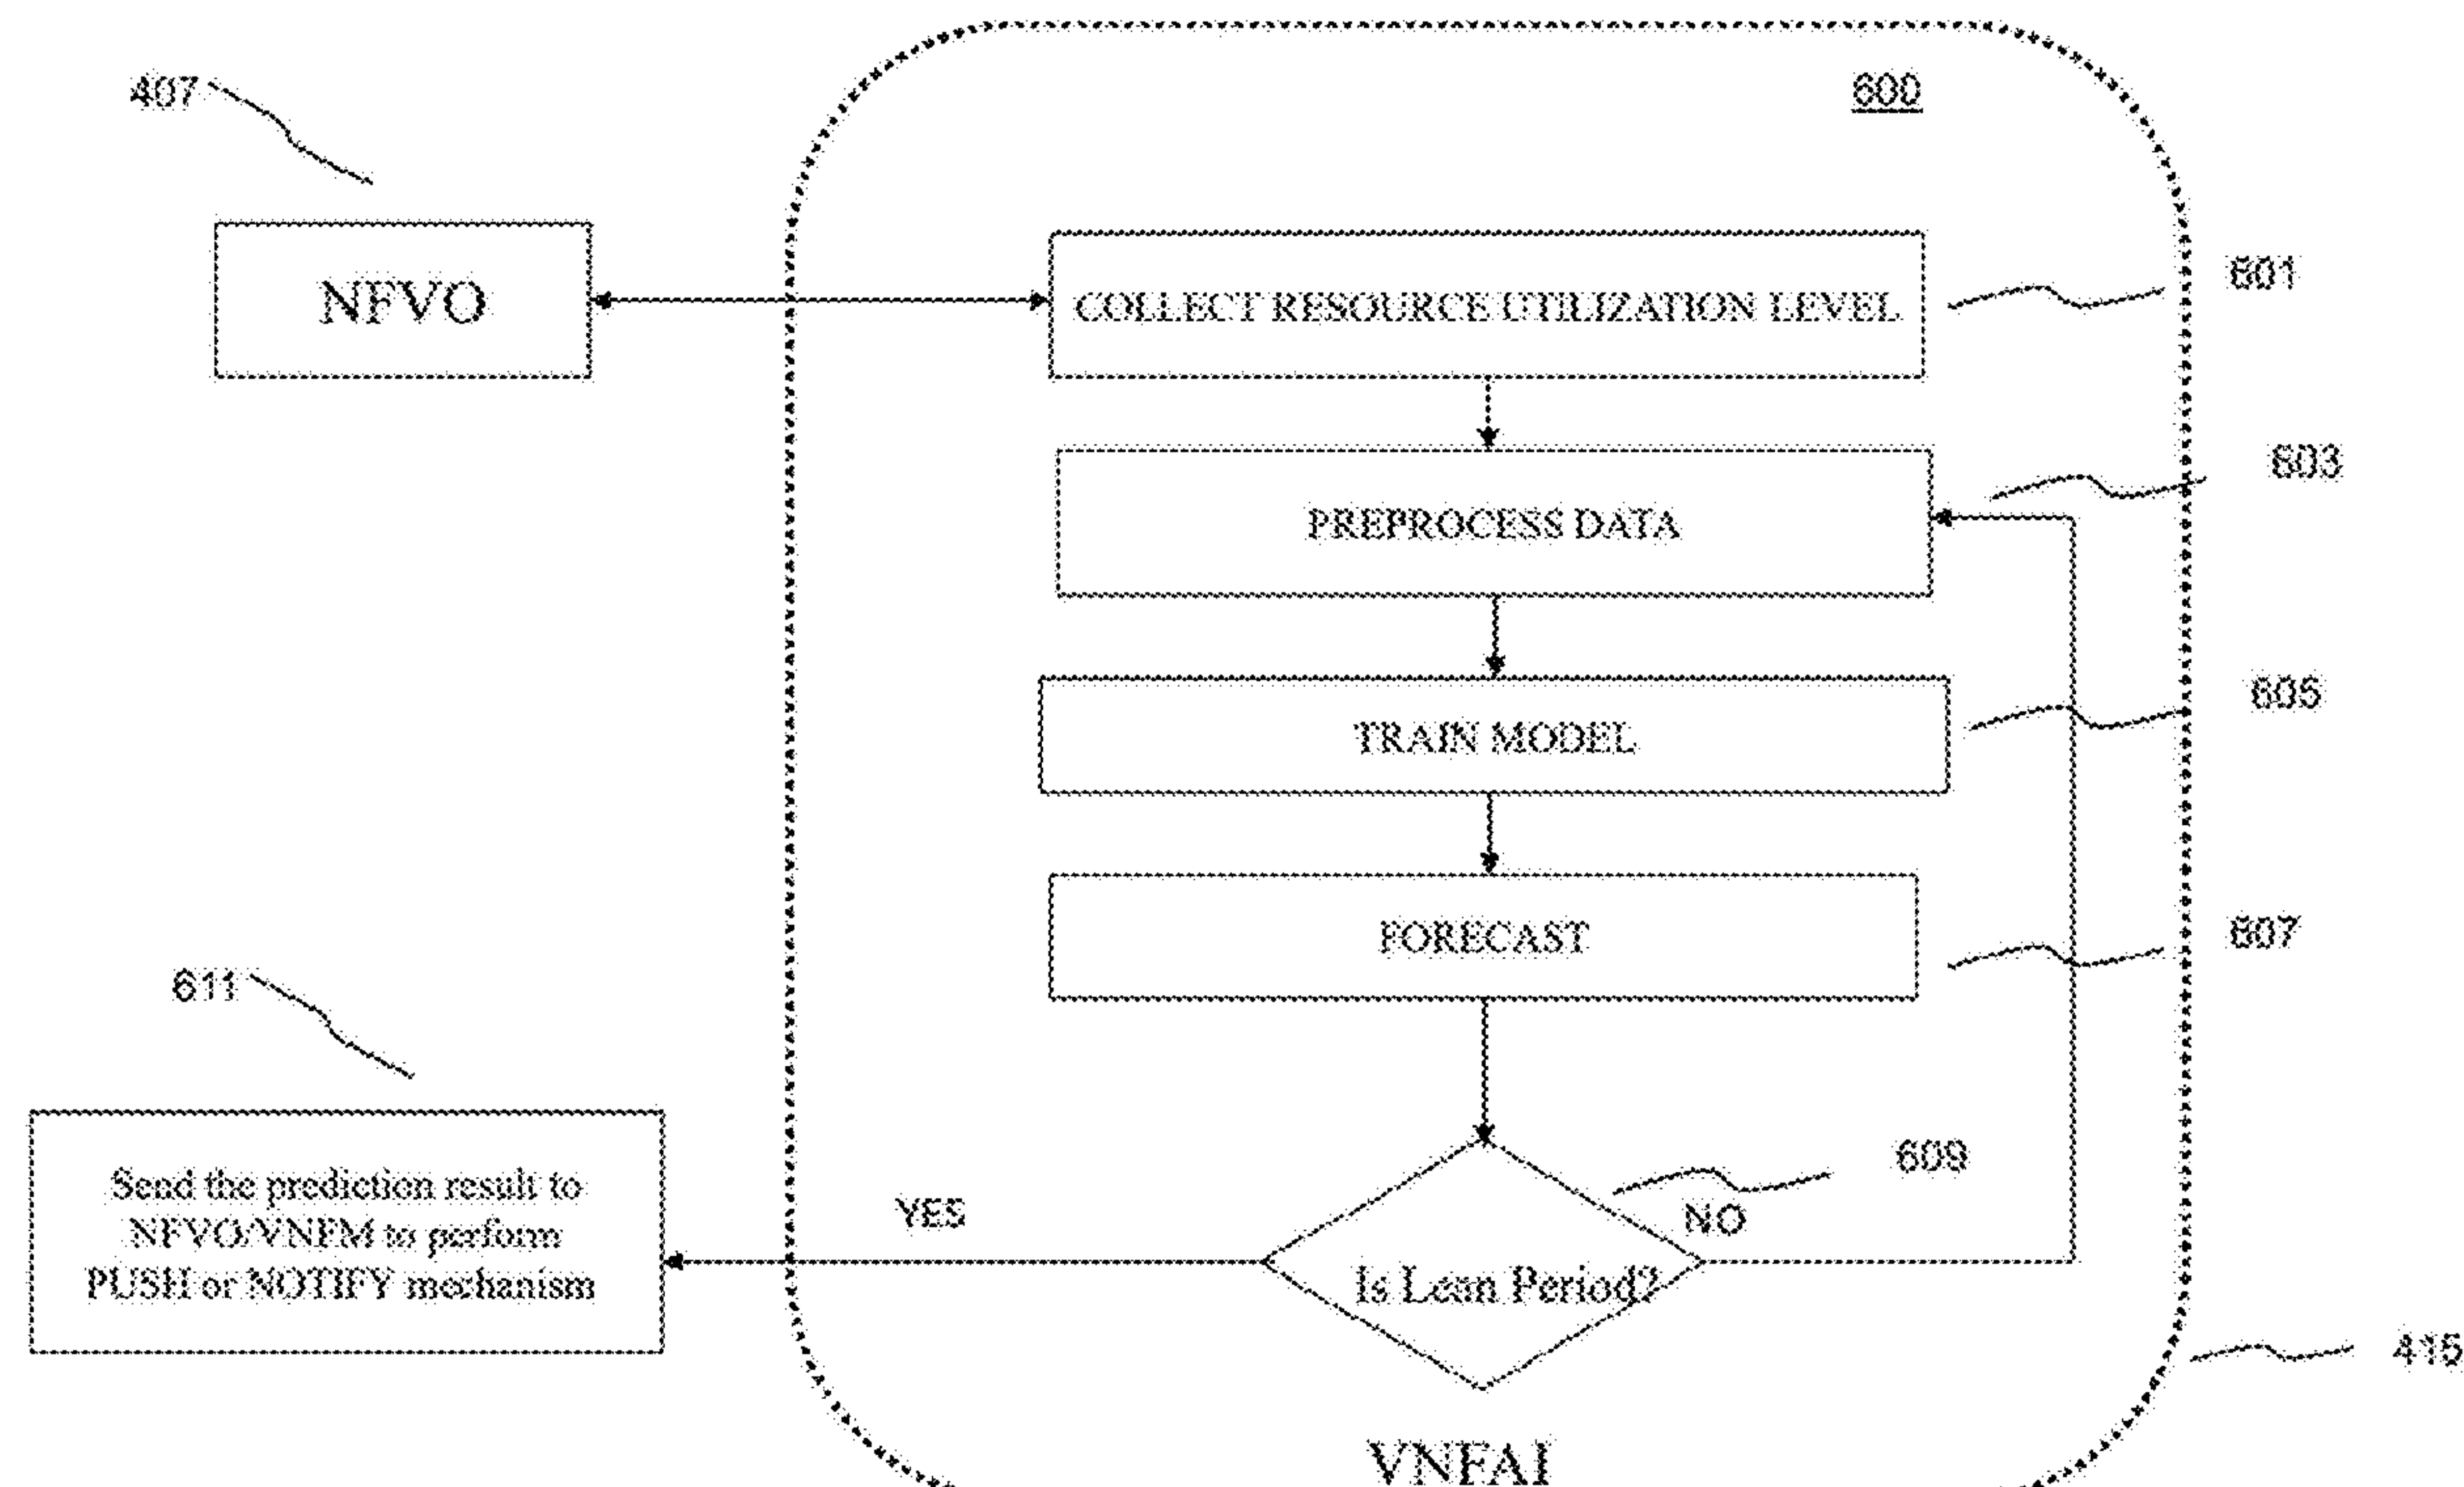 407
600
NFVO
COLLECT RESOURCE UTILIZATION LEVEL
601
603
PREPROCESS DATA
605
TRAIN MODEL
FORECAST
607
611
Send the prediction result to
NFVO/VNFM to perform
PUSH or NOTIFY mechanism
YES
609
NO
Is Lean Period?
415
VNFAI